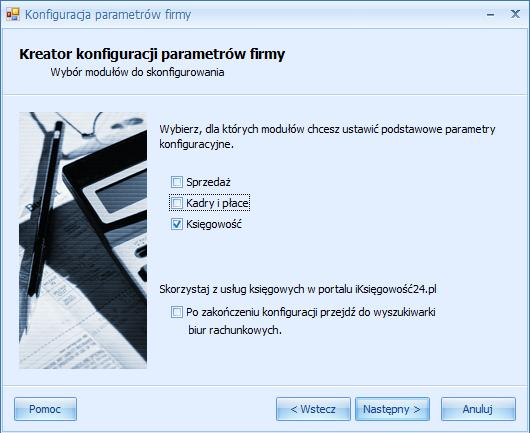 Konfiguracja parametrów firmy
Kreator konfiguracji parametrów firmy
Wybór modułów do skonfigurowania
Wybierz, dla których modułów chcesz ustawić podstawowe parametry
konfiguracyjne.
Sprzedaż
Kadry i płace
Księgowość
Skorzystaj z usług księgowych w portalu iKsięgowość24.pl
Po zakończeniu konfiguracji przejdź do wyszukiwarki
biur rachunkowych.
Pomoc
< Wstecz
Następny >
Anuluj